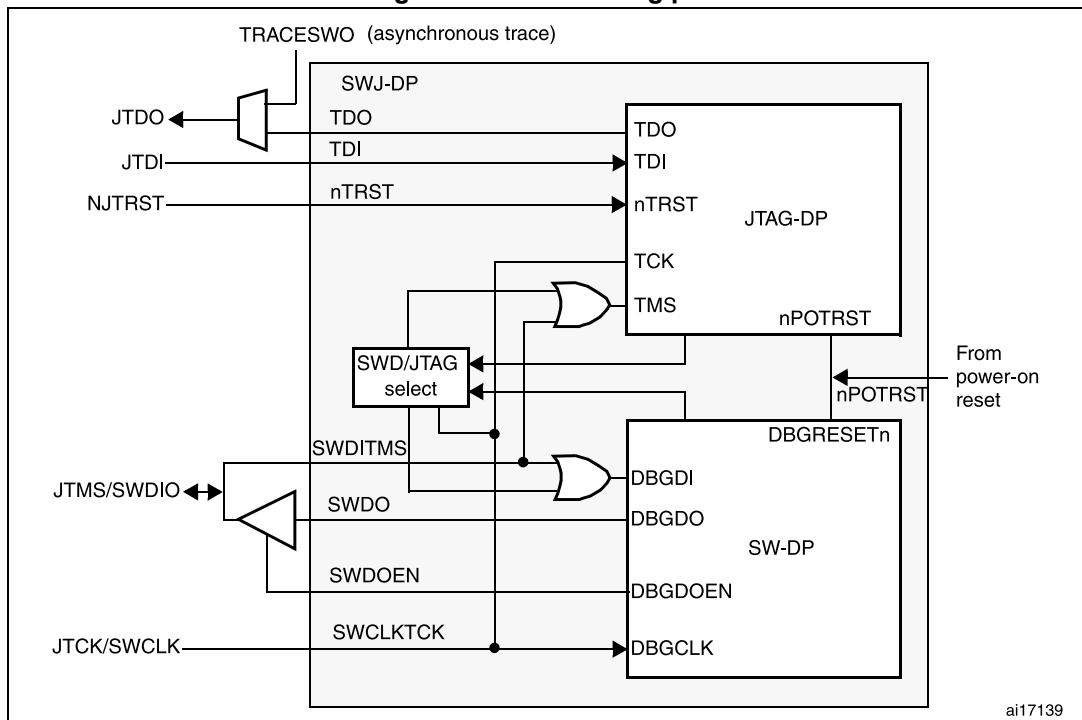 TRACESWO (asynchronous trace)
SWJ-DP
JTDO
TDO
TDO
JTDI
TDI
TDI
NJTRST
nTRST
nTRST
JTAG-DP
TCK
TMS
nPOTRST
SWD/JTAG
select
From
power-on
reset
nPOTRST
DBGRESETn
SWDITMS
DBGDI
JTMS/SWDIO
SWDO
DBGDO
SW-DP
SWDOEN
DBGDOEN
JTCK/SWCLK
SWCLKTCK
DBGCLK
ai17139